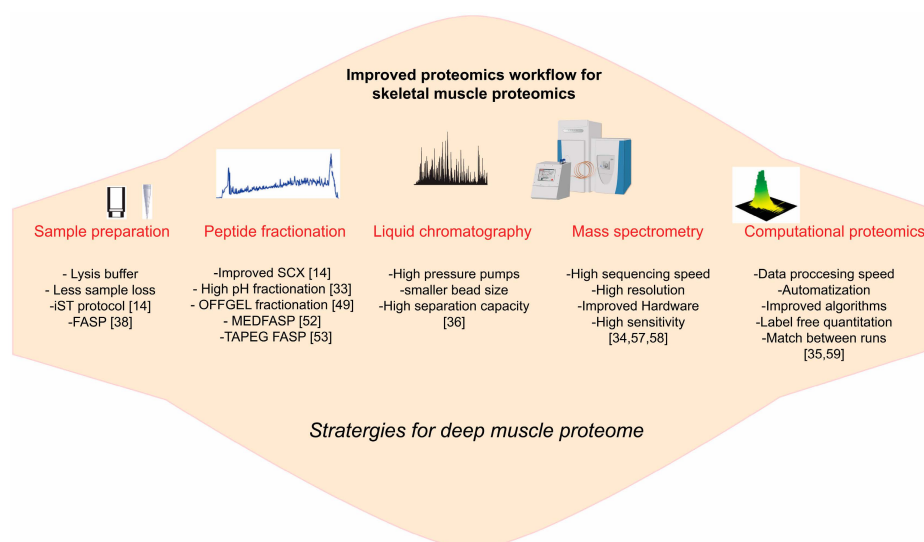 Improved proteomics workflow for
skeletal muscle proteomics
Sample preparation
- Lysis buffer
- Less sample loss
-iST protocol [14]
-FASP [38]
Peptide fractionation
-Improved SCX [14]
- High pH fractionation [33]
- OFFGEL fractionation [49]
- MEDFASP [52]
-TAPEG FASP [53]
Liquid chromatography
-High pressure pumps
-smaller bead size
-High separation capacity
[36]
Mass spectrometry
-High sequencing speed
-High resolution
-Improved Hardware
-High sensitivity
[34,57,58]
Computational proteomics
-Data proccesing speed
-Automatization
-Improved algorithms
-Label free quantitation
-Match between runs
[35,59]
Stratergies for deep muscle proteome